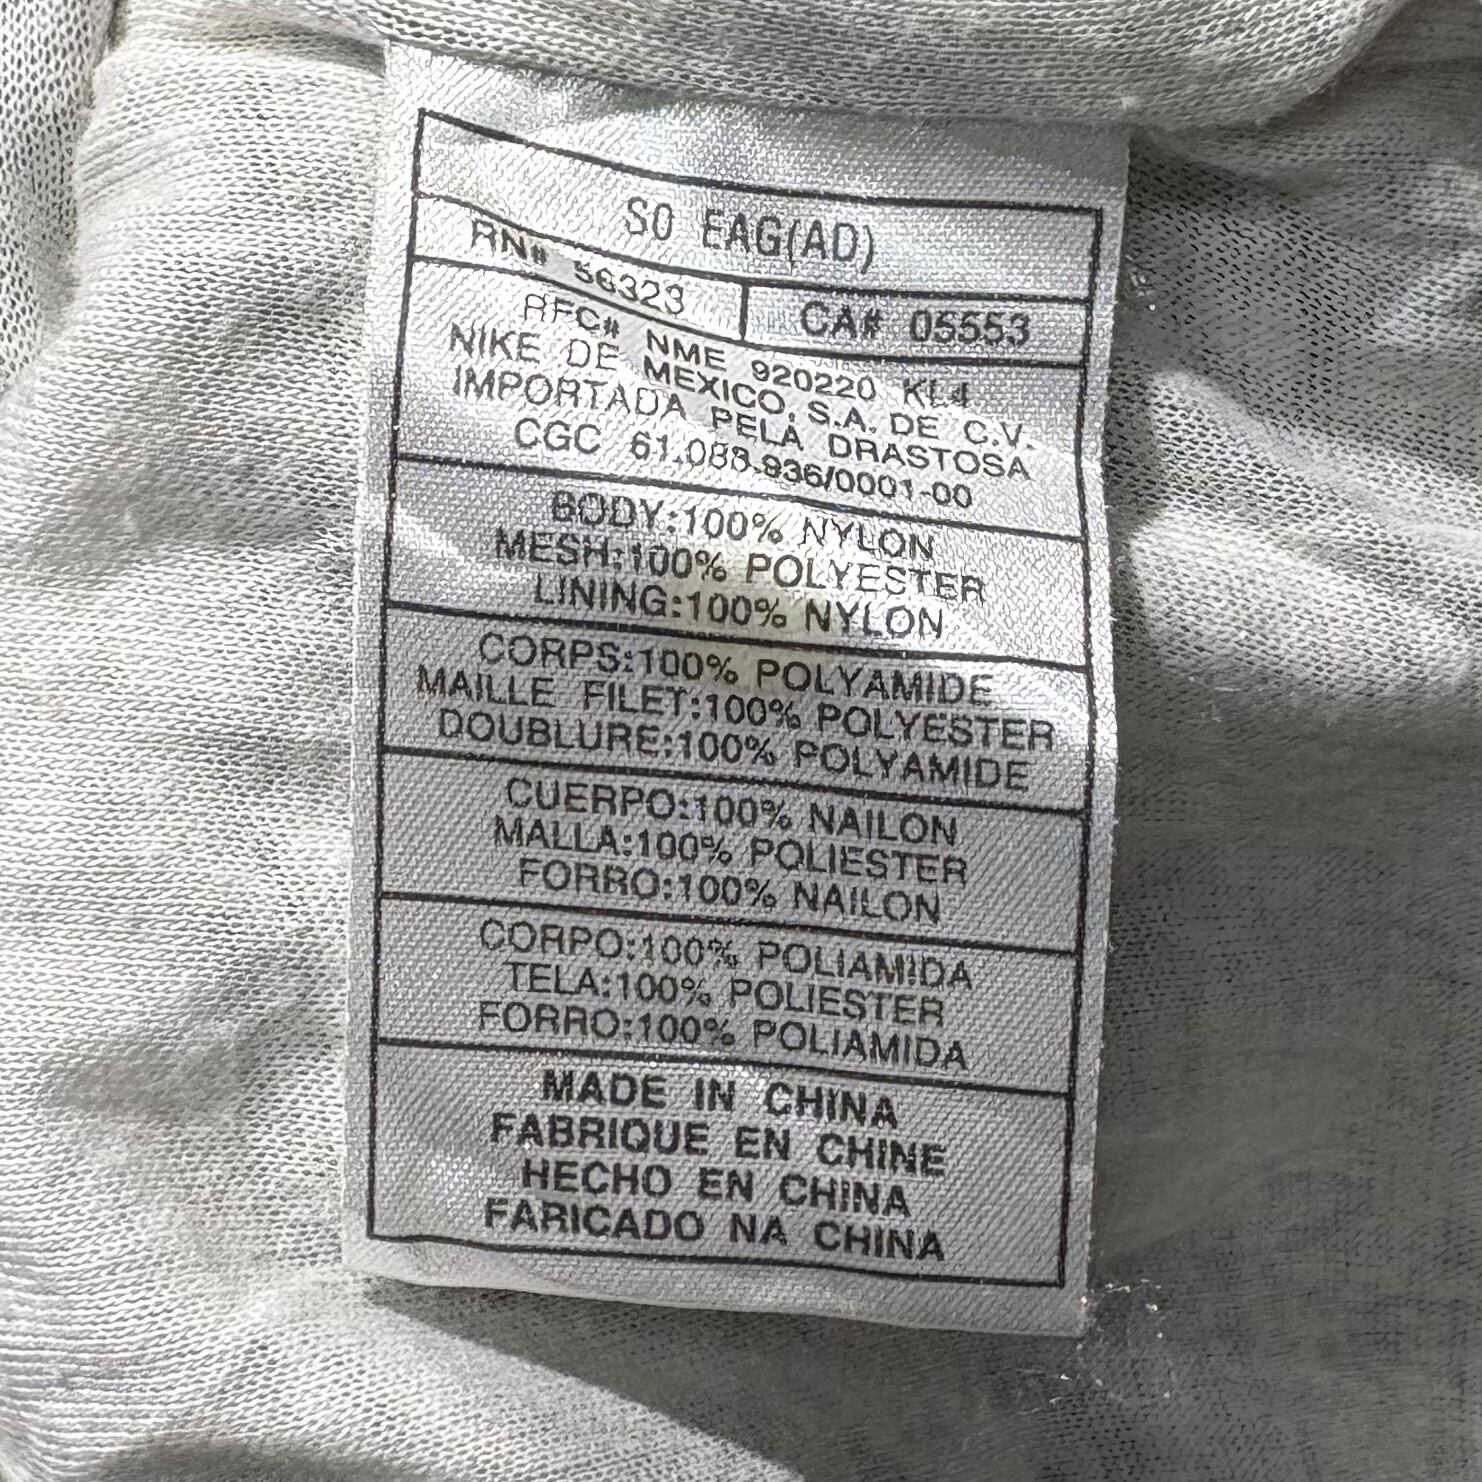 SO EAG(AD)
RN# 56323
CA# 05553
RFC# NME 920220 KL4
NIKE DE MEXICO, S.A. DE C.V.
IMPORTADA PELA DRASTOSA
CGC 61.088.936/0001-00
BODY:100% NYLON
MESH:100% POLYESTER
LINING:100% NYLON
CORPS:100% POLYAMIDE
MAILLE FILET:100% POLYESTER
DOUBLURE:100% POLYAMIDE
CUERPO:100% NAILON
MALLA:100% POLIESTER
FORRO:100% NAILON
CORPO:100% POLIAMIDA
TELA:100% POLIESTER
FORRO:100% POLIAMIDA
MADE IN CHINA
FABRIQUE EN CHINE
HECHO EN CHINA
FARICADO NA CHINA